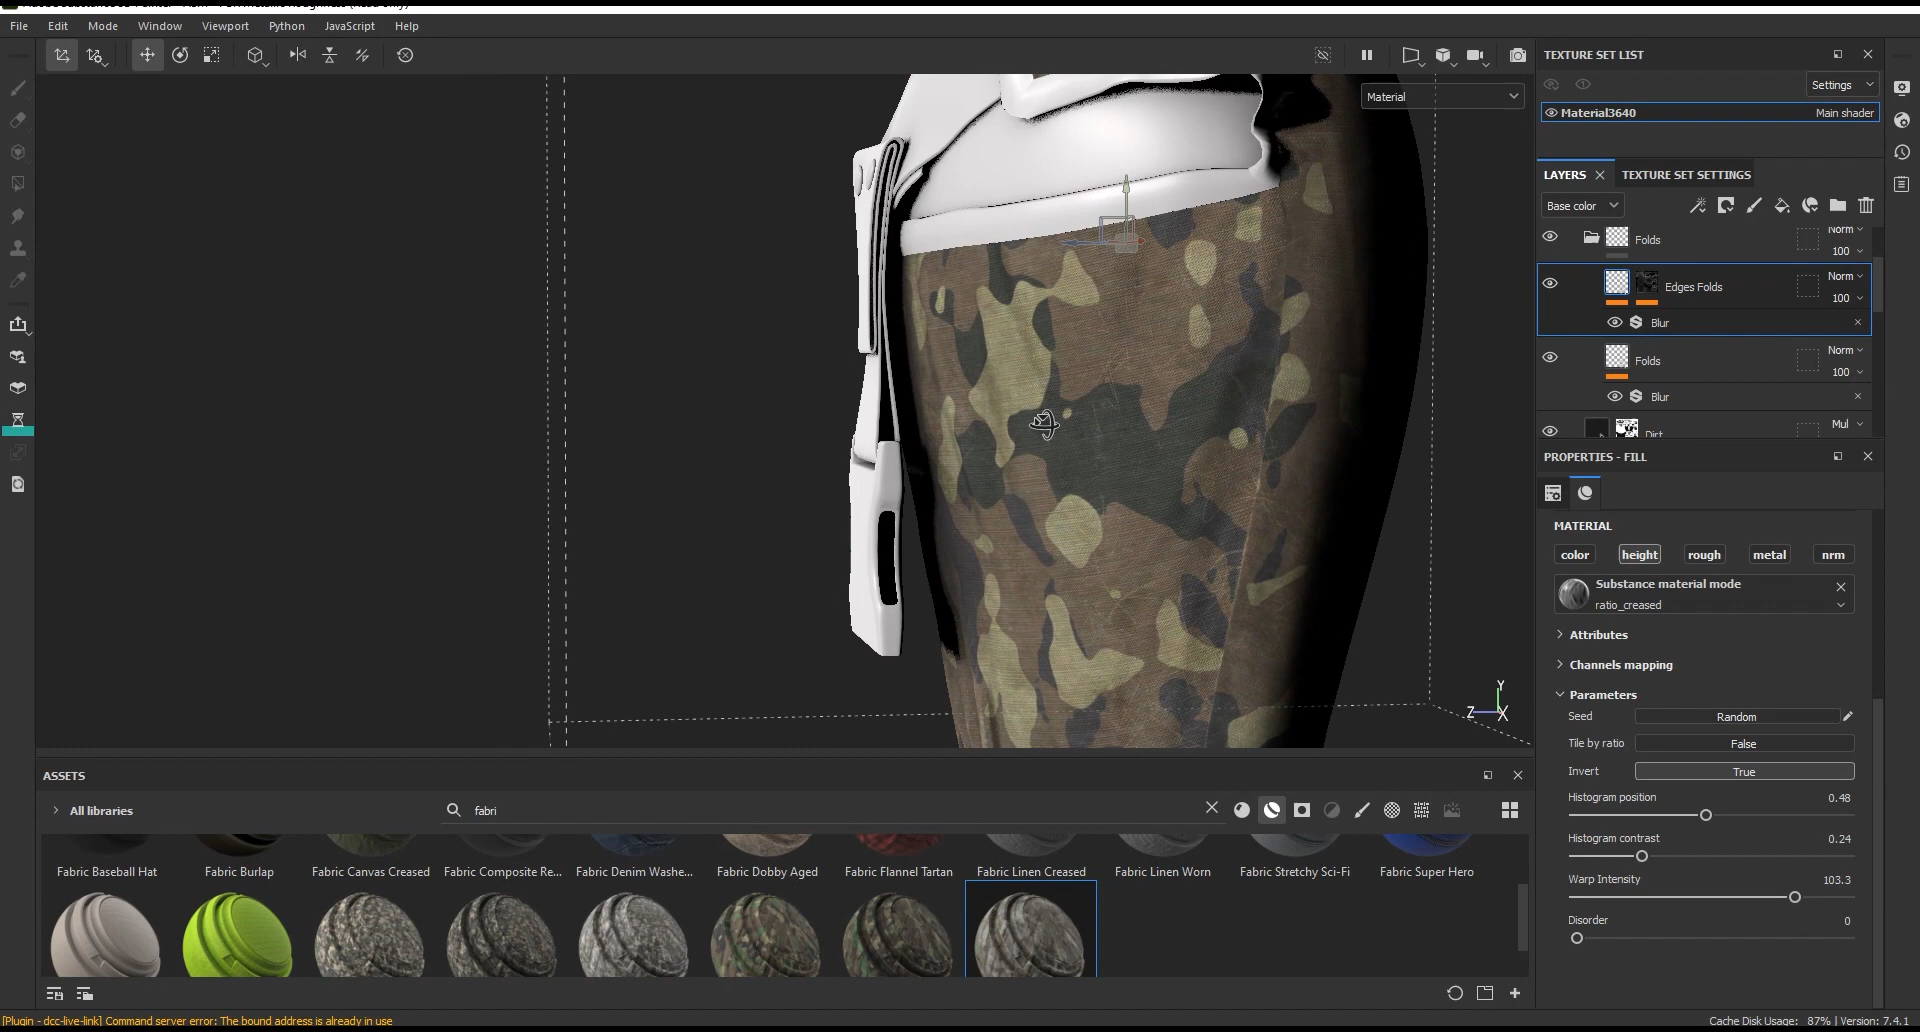 File Edit Mode Window Viewport Python JavaScript Help
Material
TEXTURE SET LIST
Settings
Material3640 Main shader
LAYERS TEXTURE SET SETTINGS
Base color
Folds Norm
100
Edges Folds Norm
100
Blur
Folds Norm
100
Blur
Dirt Mul
PROPERTIES - FILL
MATERIAL
color height rough metal nrm
Substance material mode
ratio_creased
Attributes
Channels mapping
Parameters
Seed Random
Tile by ratio False
Invert True
Histogram position 0.48
Histogram contrast 0.24
Warp Intensity 103.3
Disorder 0
Y
Z X
ASSETS
All libraries fabri
Fabric Baseball Hat Fabric Burlap Fabric Canvas Creased Fabric Composite Re... Fabric Denim Washe... Fabric Dobby Aged Fabric Flannel Tartan Fabric Linen Creased Fabric Linen Worn Fabric Stretchy Sci-Fi Fabric Super Hero
[Plugin - dcc-live-link] Command server error: The bound address is already in use
Cache Disk Usage: 87% | Version: 7.4.1